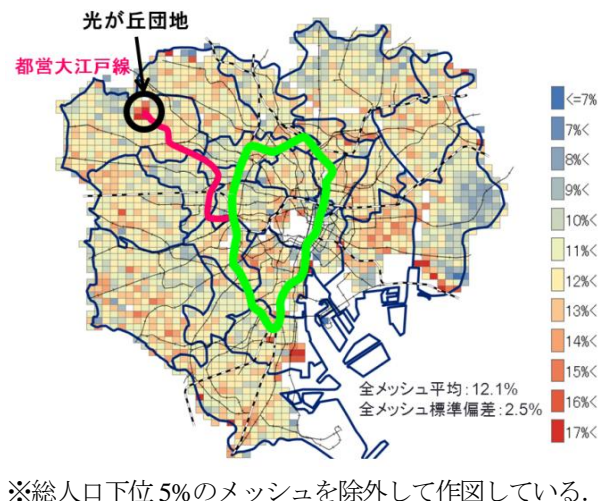 光が丘団地
都営大江戸線
<=7%
7%<
8%<
9%<
10%<
11%<
12%<
13%<
14%<
15%<
16%<
17%<
全メッシュ平均:12.1%
全メッシュ標準偏差:2.5%
※総人口下位5%のメッシュを除外して作図している.